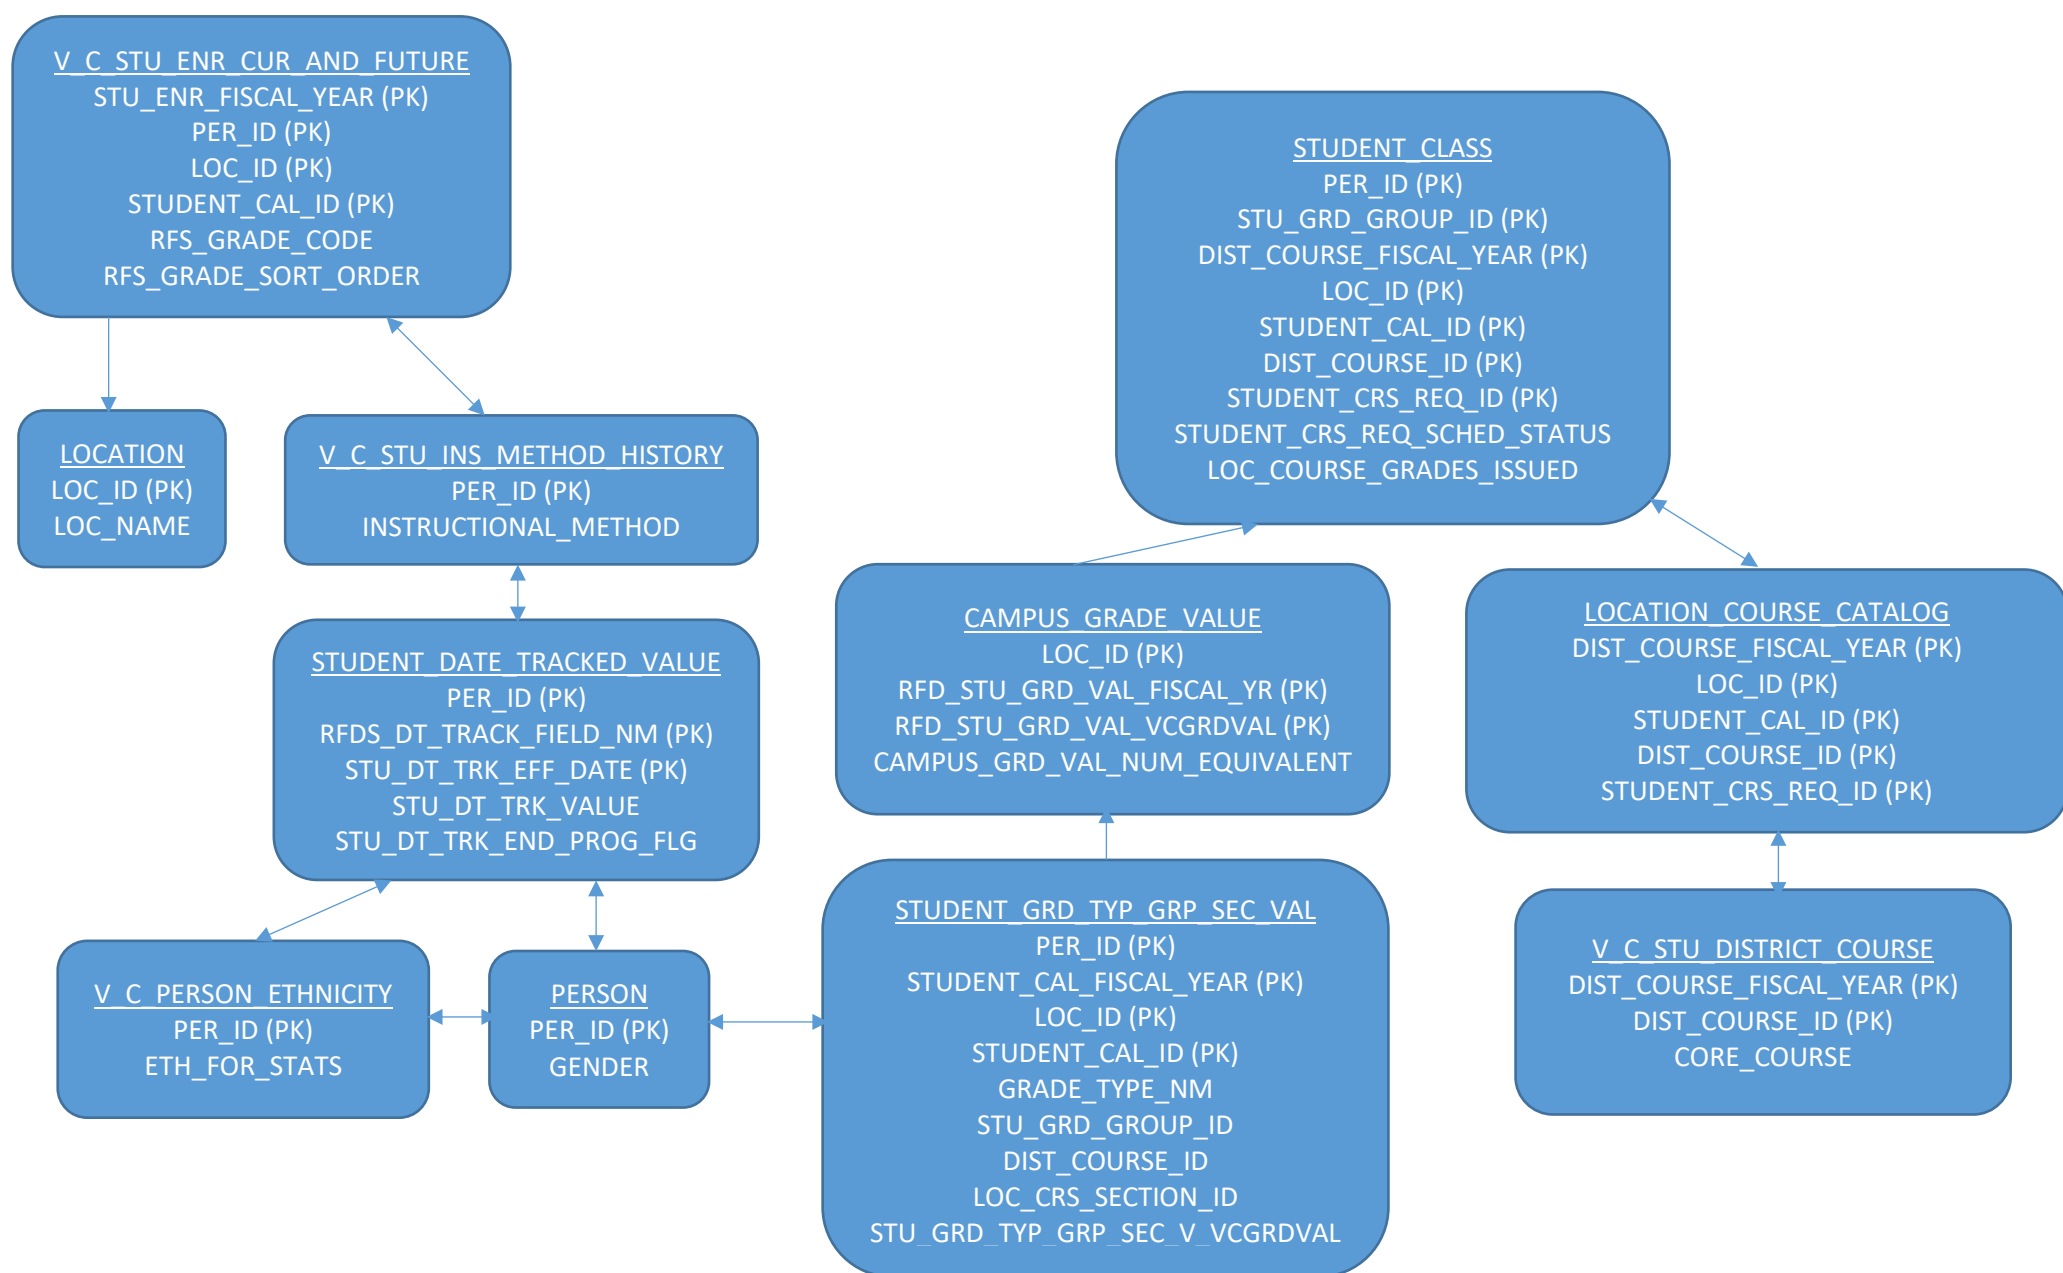 V_C_STU_ENR_CUR_AND_FUTURE
STU_ENR_FISCAL_YEAR (PK)
PER_ID (PK)
LOC_ID (PK)
STUDENT_CAL_ID (PK)
RFS_GRADE_CODE
RFS_GRADE_SORT_ORDER
STUDENT_CLASS
PER_ID (PK)
STU_GRD_GROUP_ID (PK)
DIST_COURSE_FISCAL_YEAR (PK)
LOC_ID (PK)
STUDENT_CAL_ID (PK)
DIST_COURSE_ID (PK)
STUDENT_CRS_REQ_ID (PK)
STUDENT_CRS_REQ_SCHED_STATUS
LOC_COURSE_GRADES_ISSUED
LOCATION
LOC_ID (PK)
LOC_NAME
V_C_STU_INS_METHOD_HISTORY
PER_ID (PK)
INSTRUCTIONAL_METHOD
STUDENT_DATE_TRACKED_VALUE
PER_ID (PK)
RFDS_DT_TRACK_FIELD_NM (PK)
STU_DT_TRK_EFF_DATE (PK)
STU_DT_TRK_VALUE
STU_DT_TRK_END_PROG_FLG
CAMPUS_GRADE_VALUE
LOC_ID (PK)
RFD_STU_GRD_VAL_FISCAL_YR (PK)
RFD_STU_GRD_VAL_VCGRDVAL (PK)
CAMPUS_GRD_VAL_NUM_EQUIVALENT
LOCATION_COURSE_CATALOG
DIST_COURSE_FISCAL_YEAR (PK)
LOC_ID (PK)
STUDENT_CAL_ID (PK)
DIST_COURSE_ID (PK)
STUDENT_CRS_REQ_ID (PK)
V_C_PERSON_ETHNICITY
PER_ID (PK)
ETH_FOR_STATS
PERSON
PER_ID (PK)
GENDER
STUDENT_GRD_TYP_GRP_SEC_VAL
PER_ID (PK)
STUDENT_CAL_FISCAL_YEAR (PK)
LOC_ID (PK)
STUDENT_CAL_ID (PK)
GRADE_TYPE_NM
STU_GRD_GROUP_ID
DIST_COURSE_ID
LOC_CRS_SECTION_ID
STU_GRD_TYP_GRP_SEC_V_VCGRDVAL
V_C_STU_DISTRICT_COURSE
DIST_COURSE_FISCAL_YEAR (PK)
DIST_COURSE_ID (PK)
CORE_COURSE